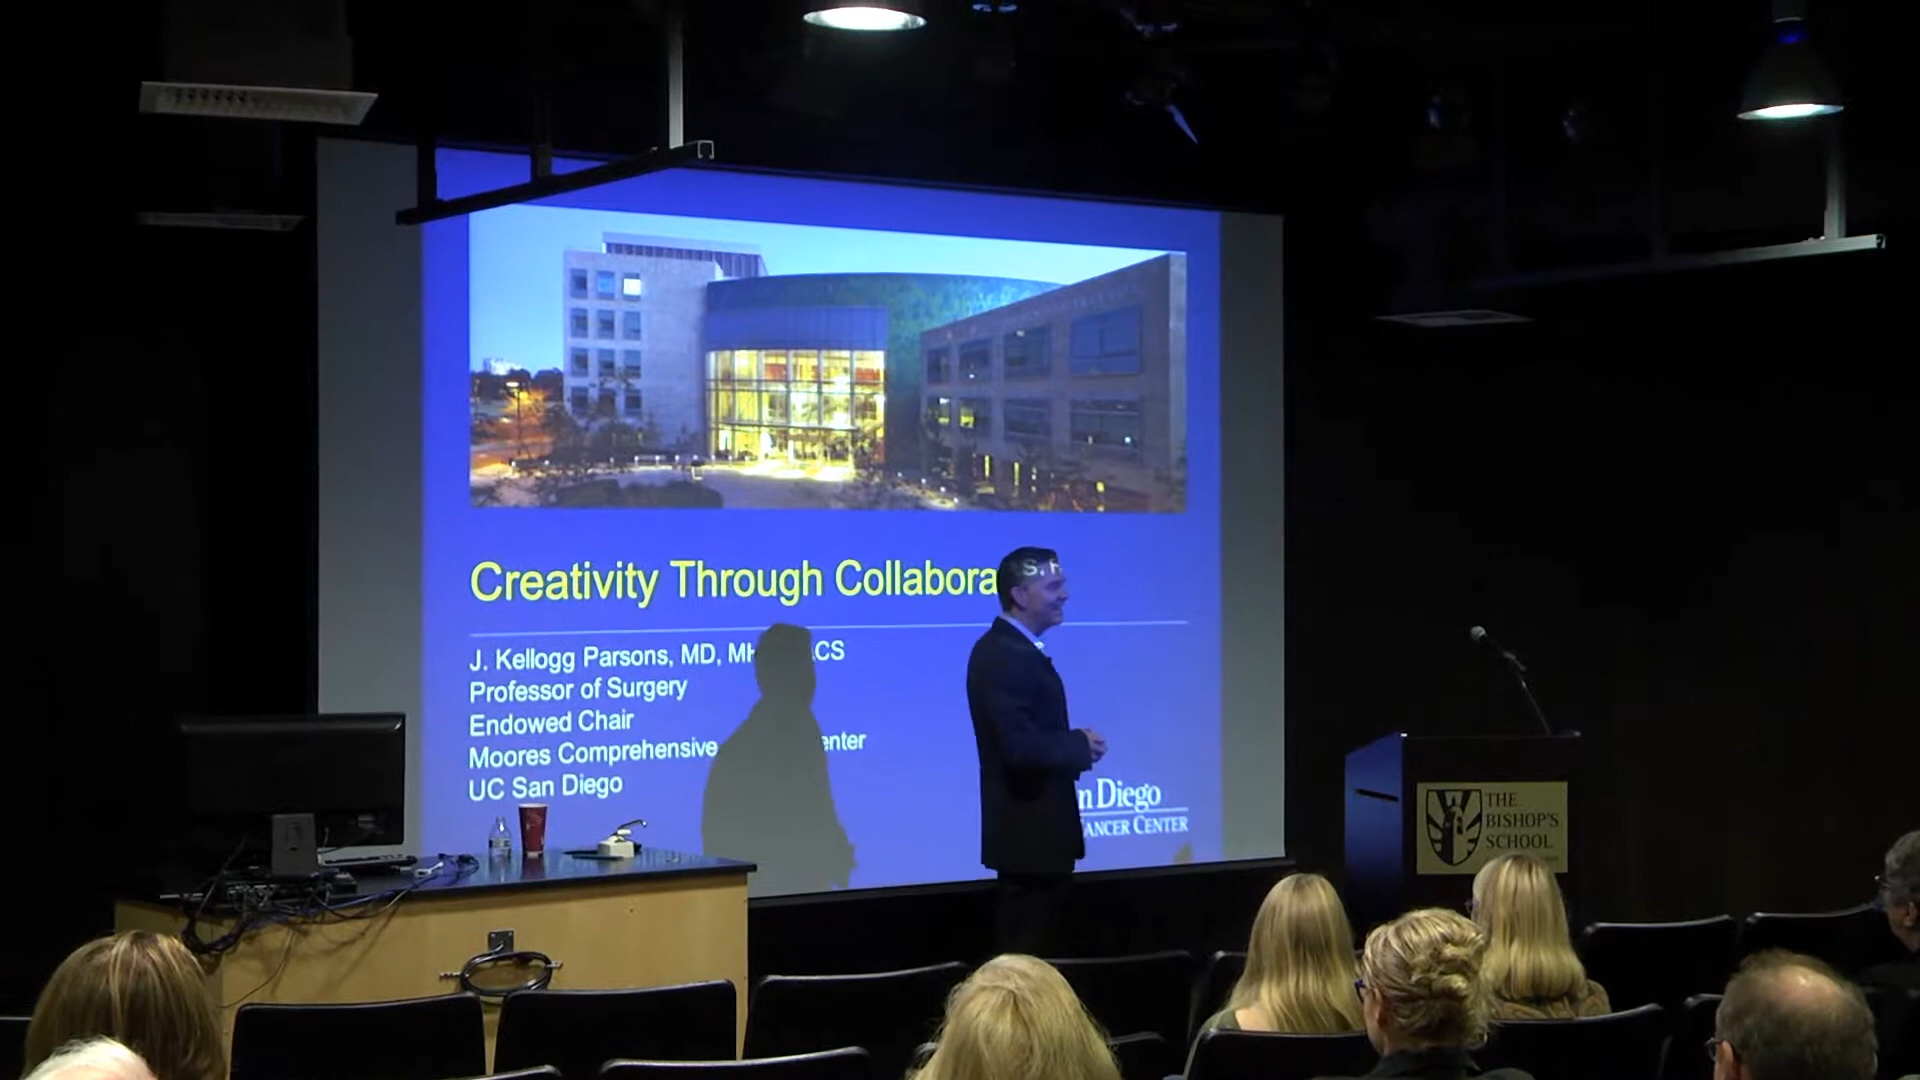 Creativity Through Collabora
J. Kellogg Parsons, MD, MH CS
Professor of Surgery
Endowed Chair
Moores Comprehensive enter
UC San Diego
n Diego
ANCER CENTER
S, F
THE
BISHOP'S
SCHOOL